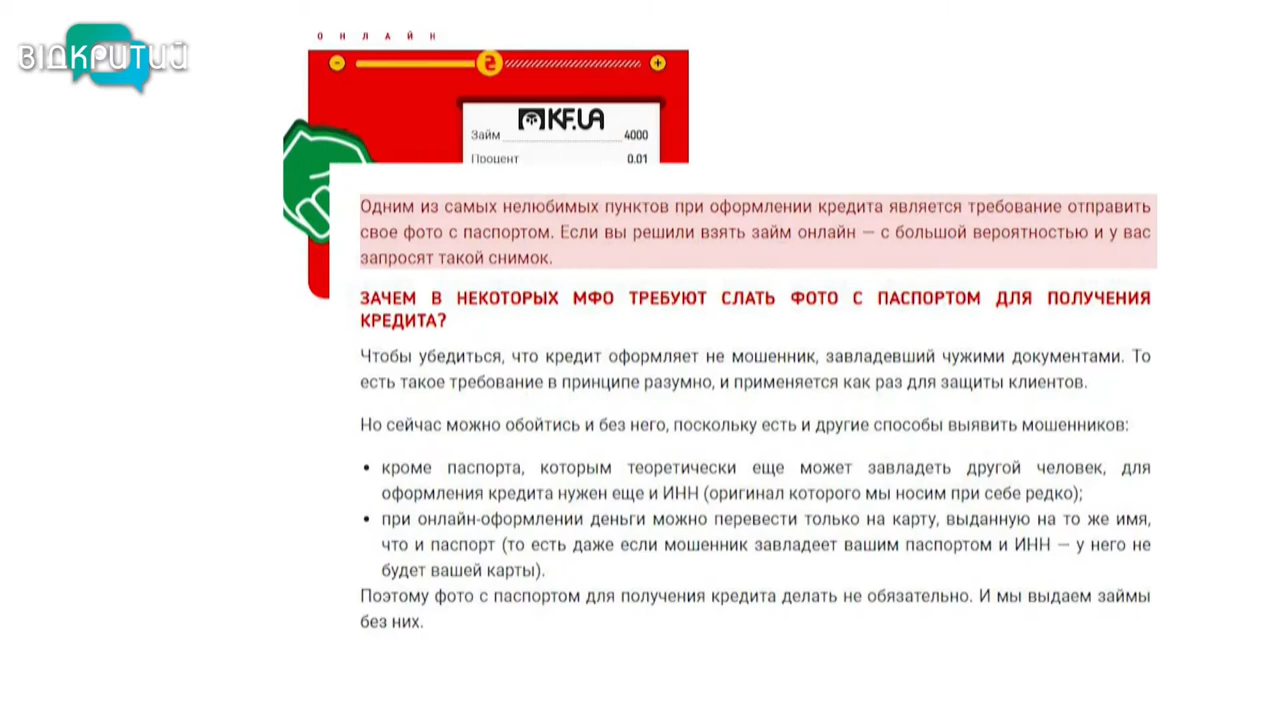 ВІДКРИТИЙ
ОНЛАЙН
- 2 +
KF.UA
Займ 4000
Процент 0.01
Одним из самых нелюбимых пунктов при оформлении кредита является требование отправить
свое фото с паспортом. Если вы решили взять займ онлайн — с большой вероятностью и у вас
запросят такой снимок.
ЗАЧЕМ В НЕКОТОРЫХ МФО ТРЕБУЮТ СЛАТЬ ФОТО С ПАСПОРТОМ ДЛЯ ПОЛУЧЕНИЯ
КРЕДИТА?
Чтобы убедиться, что кредит оформляет не мошенник, завладевший чужими документами. То
есть такое требование в принципе разумно, и применяется как раз для защиты клиентов.
Но сейчас можно обойтись и без него, поскольку есть и другие способы выявить мошенников:
• кроме паспорта, которым теоретически еще может завладеть другой человек, для
оформления кредита нужен еще и ИНН (оригинал которого мы носим при себе редко);
• при онлайн-оформлении деньги можно перевести только на карту, выданную на то же имя,
что и паспорт (то есть даже если мошенник завладеет вашим паспортом и ИНН — у него не
будет вашей карты).
Поэтому фото с паспортом для получения кредита делать не обязательно. И мы выдаем займы
без них.